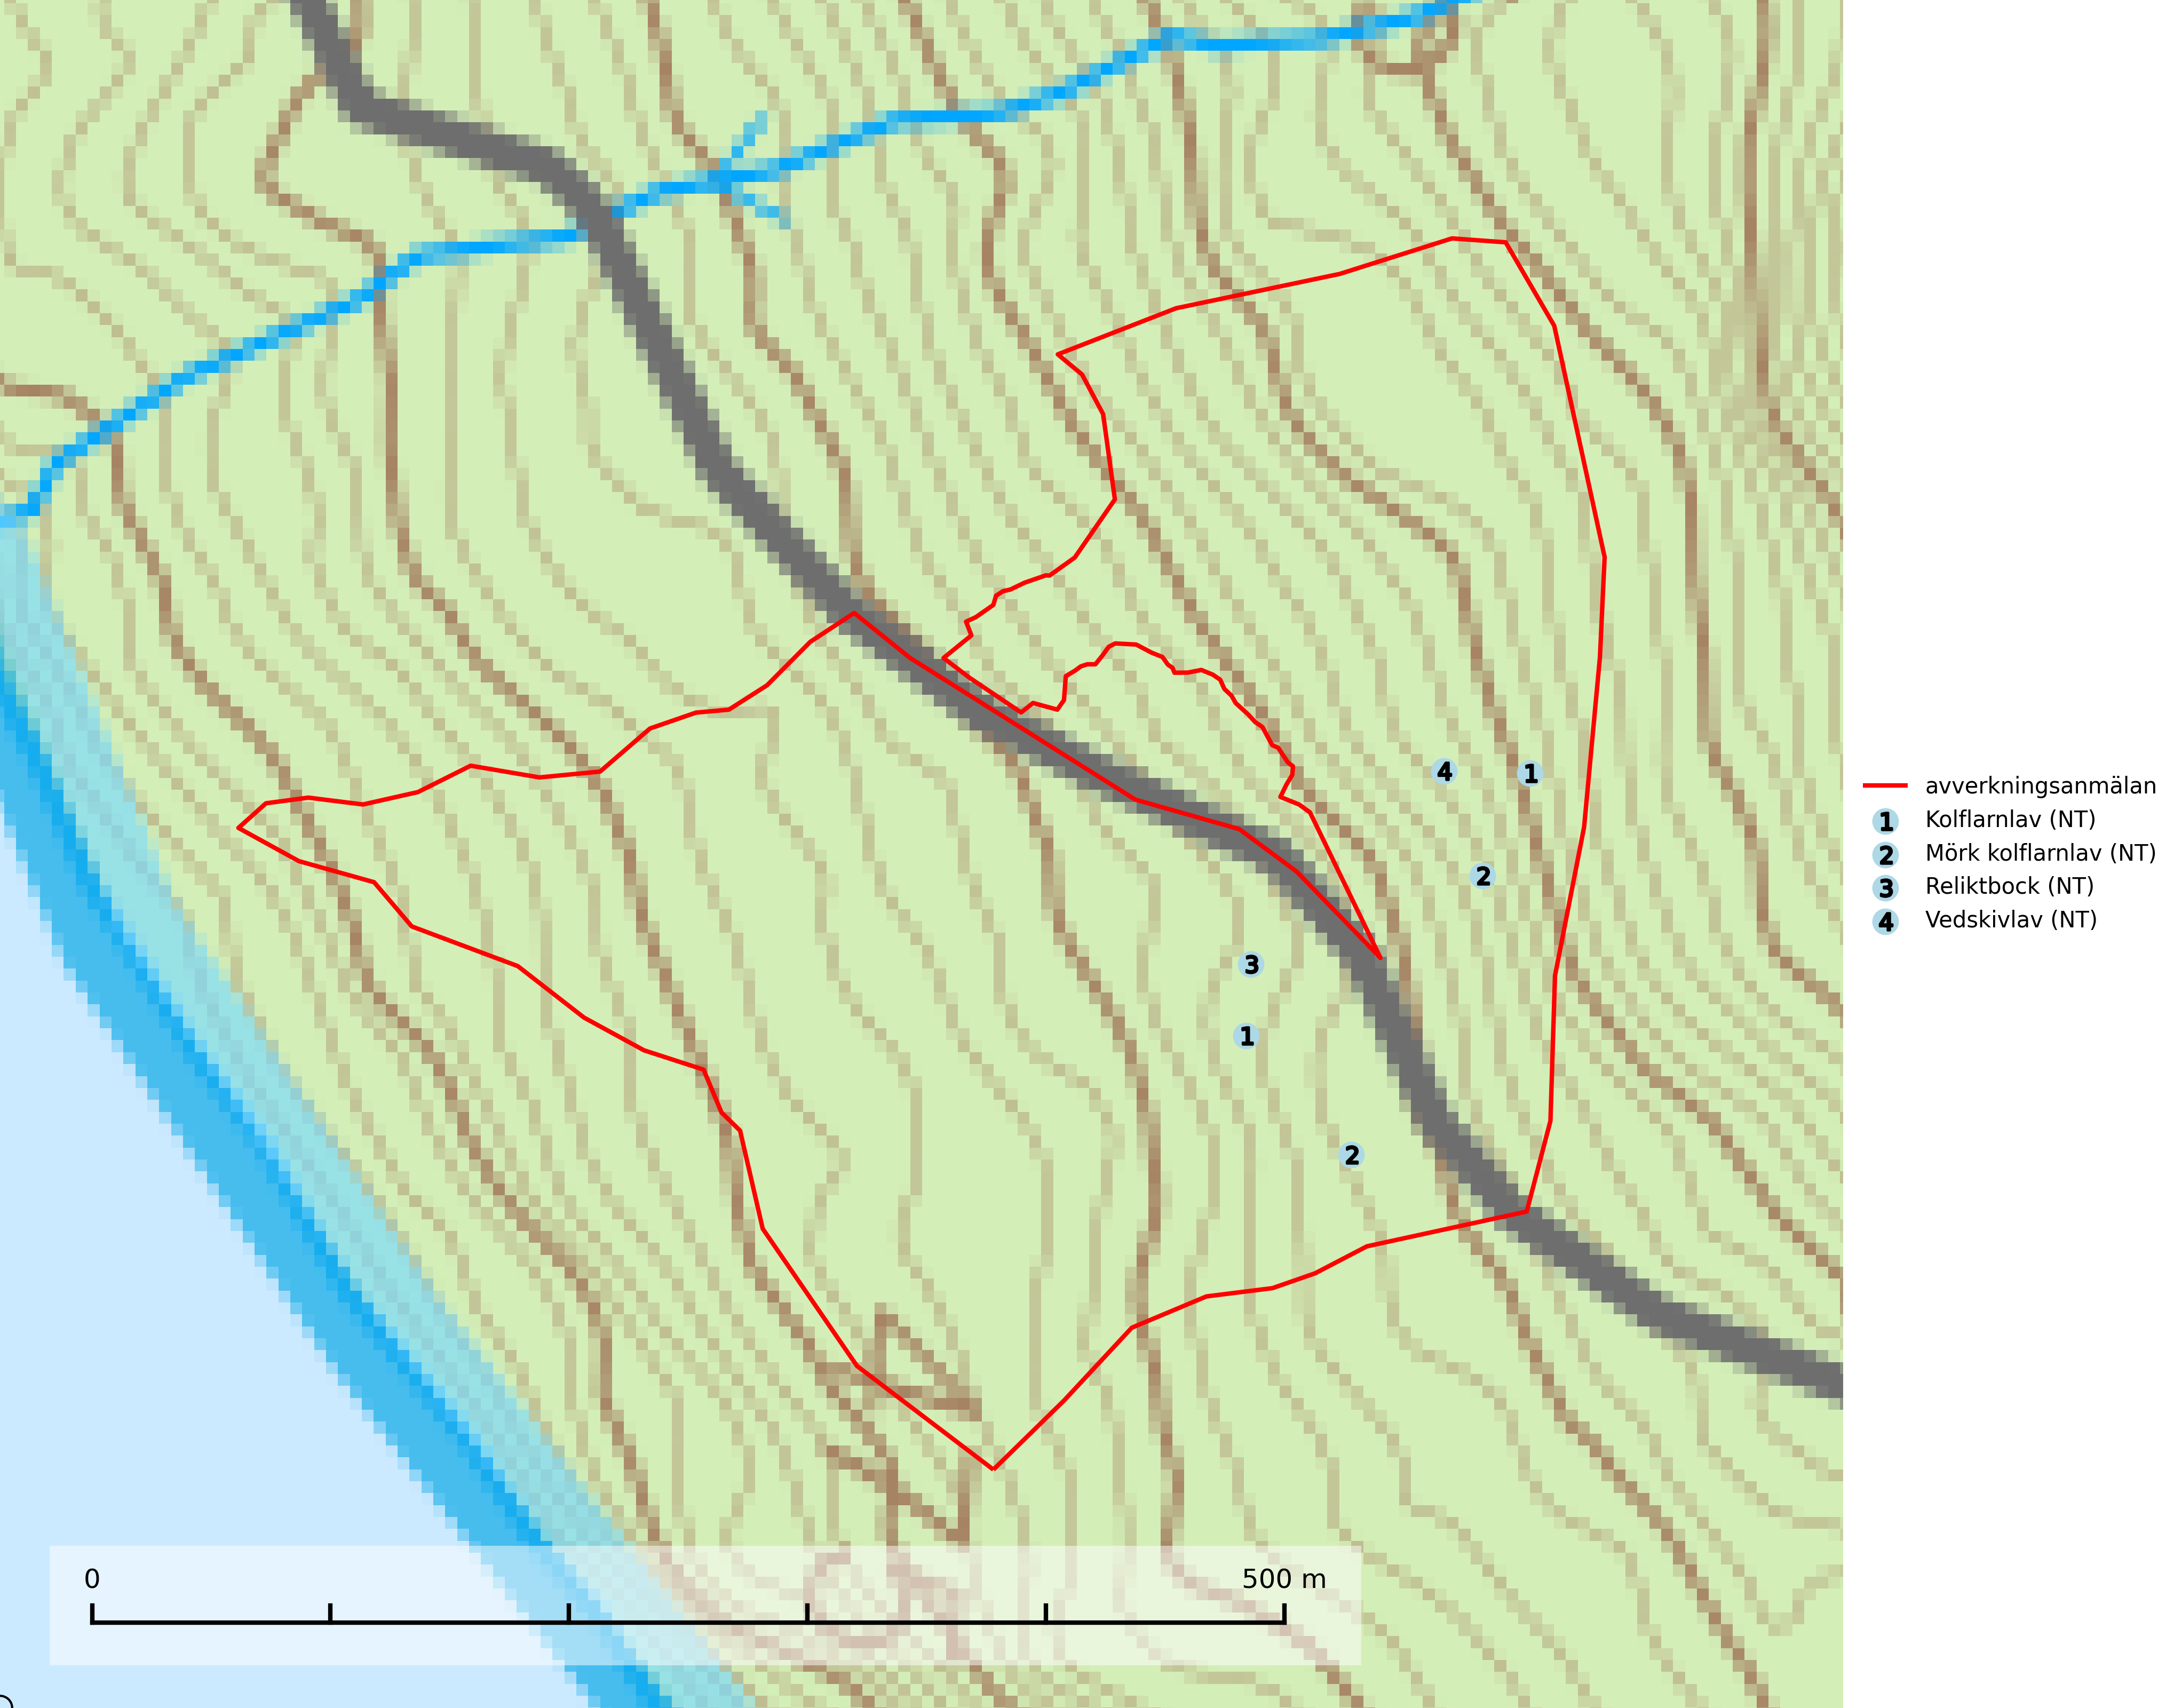 4 1
2
3
1
2
avverkningsanmälan
1 Kolflarnlav (NT)
2 Mörk kolflarnlav (NT)
3 Reliktbock (NT)
4 Vedskivlav (NT)
0 500 m